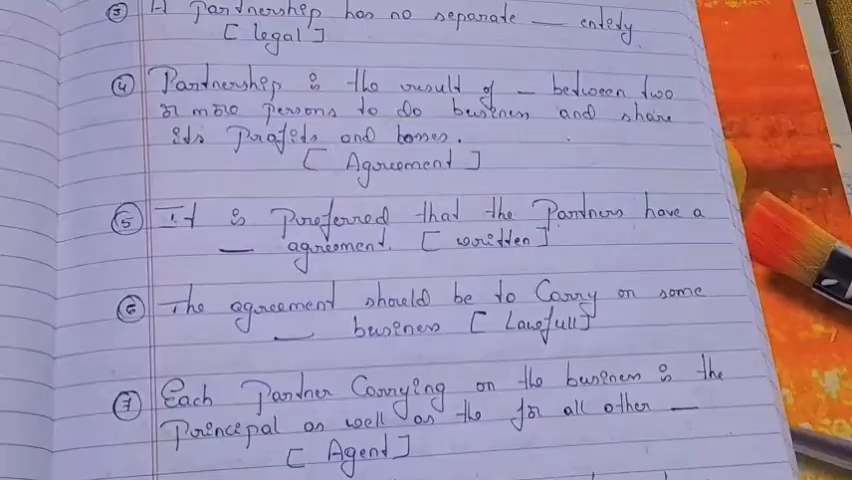 ③ A Partnership has no separate — entety
[ legal ]
④ Partnership is the result of — between two
or more persons to do business and share
its Profits and losses.
[ Agreement ]
⑤ It is Preferred that the Partners have a
— agreement. [ written ]
⑥ The agreement should be to Carry on some
— business [ Lawfull ]
⑦ Each Partner Carrying on the business is the
Principal as well as the for all other —
[ Agent ]